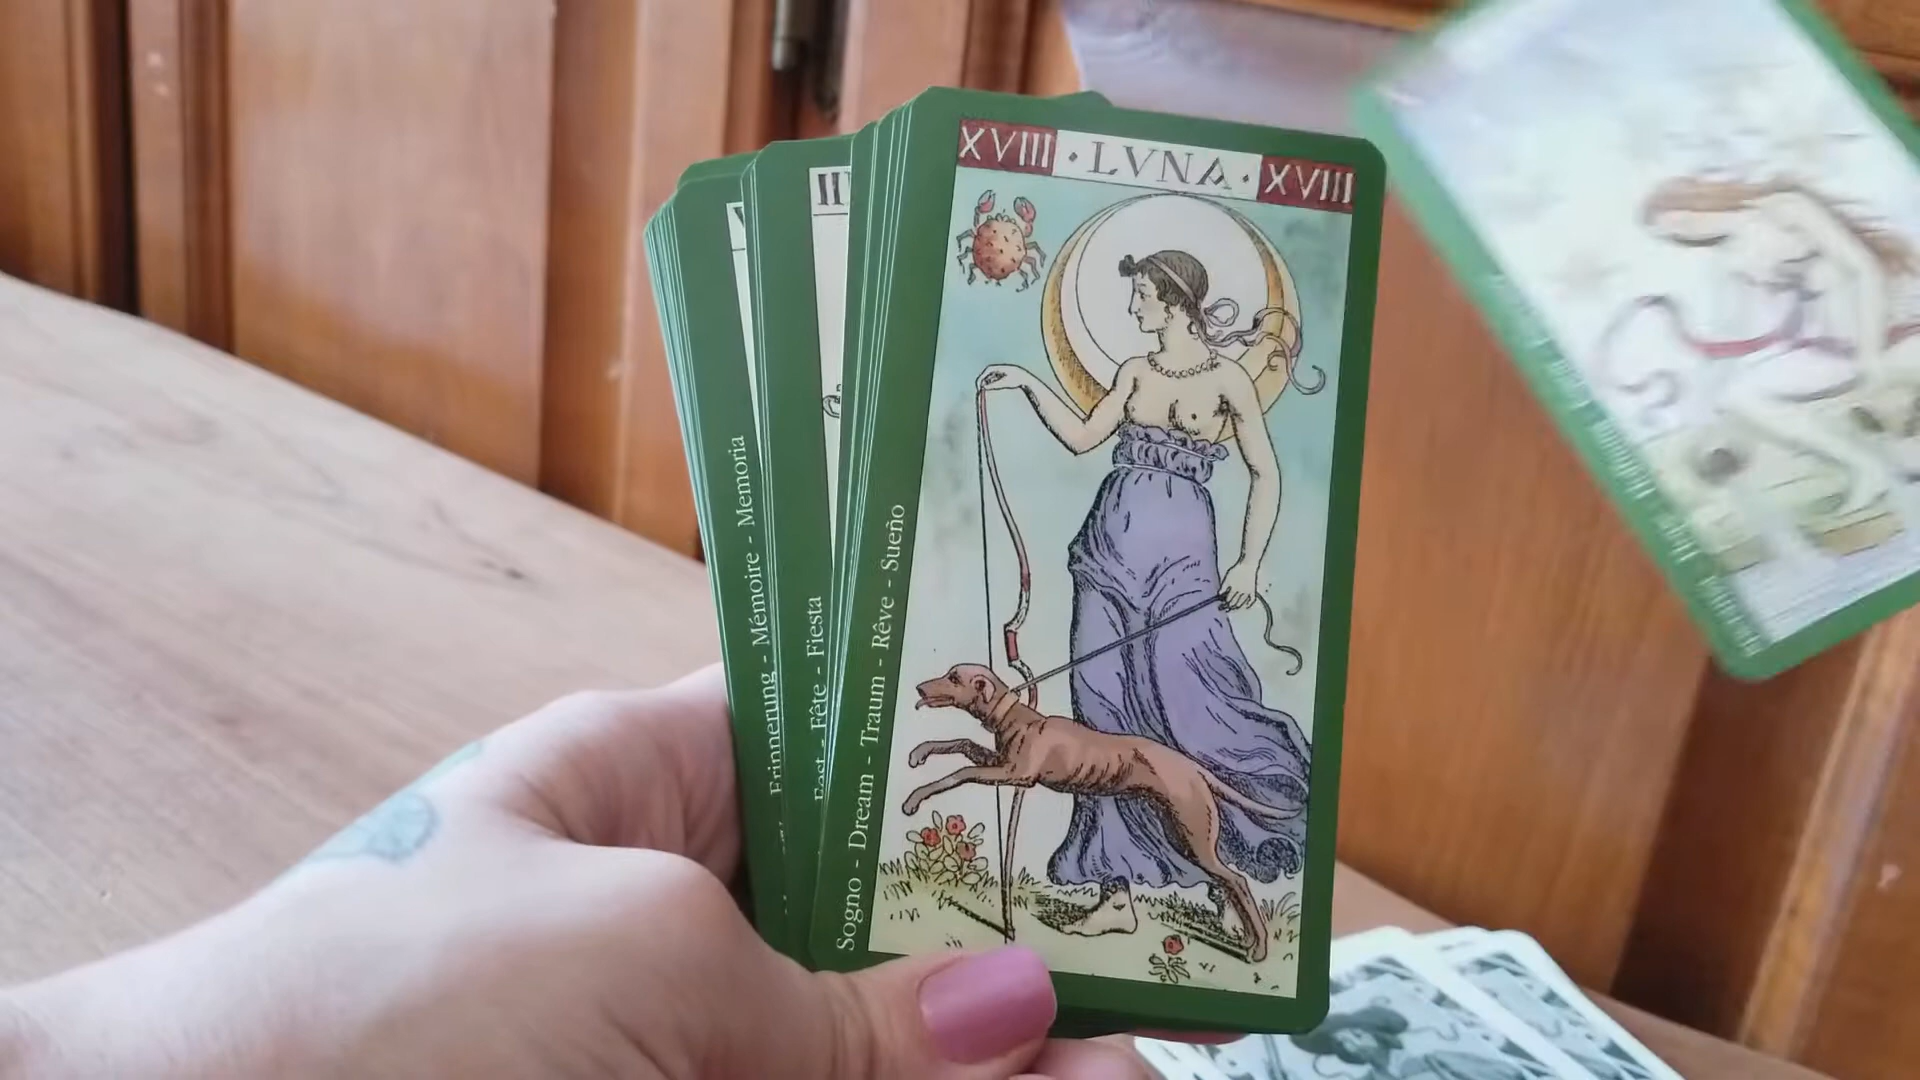 XVIII · LVNA · XVIII
Sogno - Dream - Traum - Rêve - Sueño
Fête - Fiesta
Erinnerung - Mémoire - Memoria